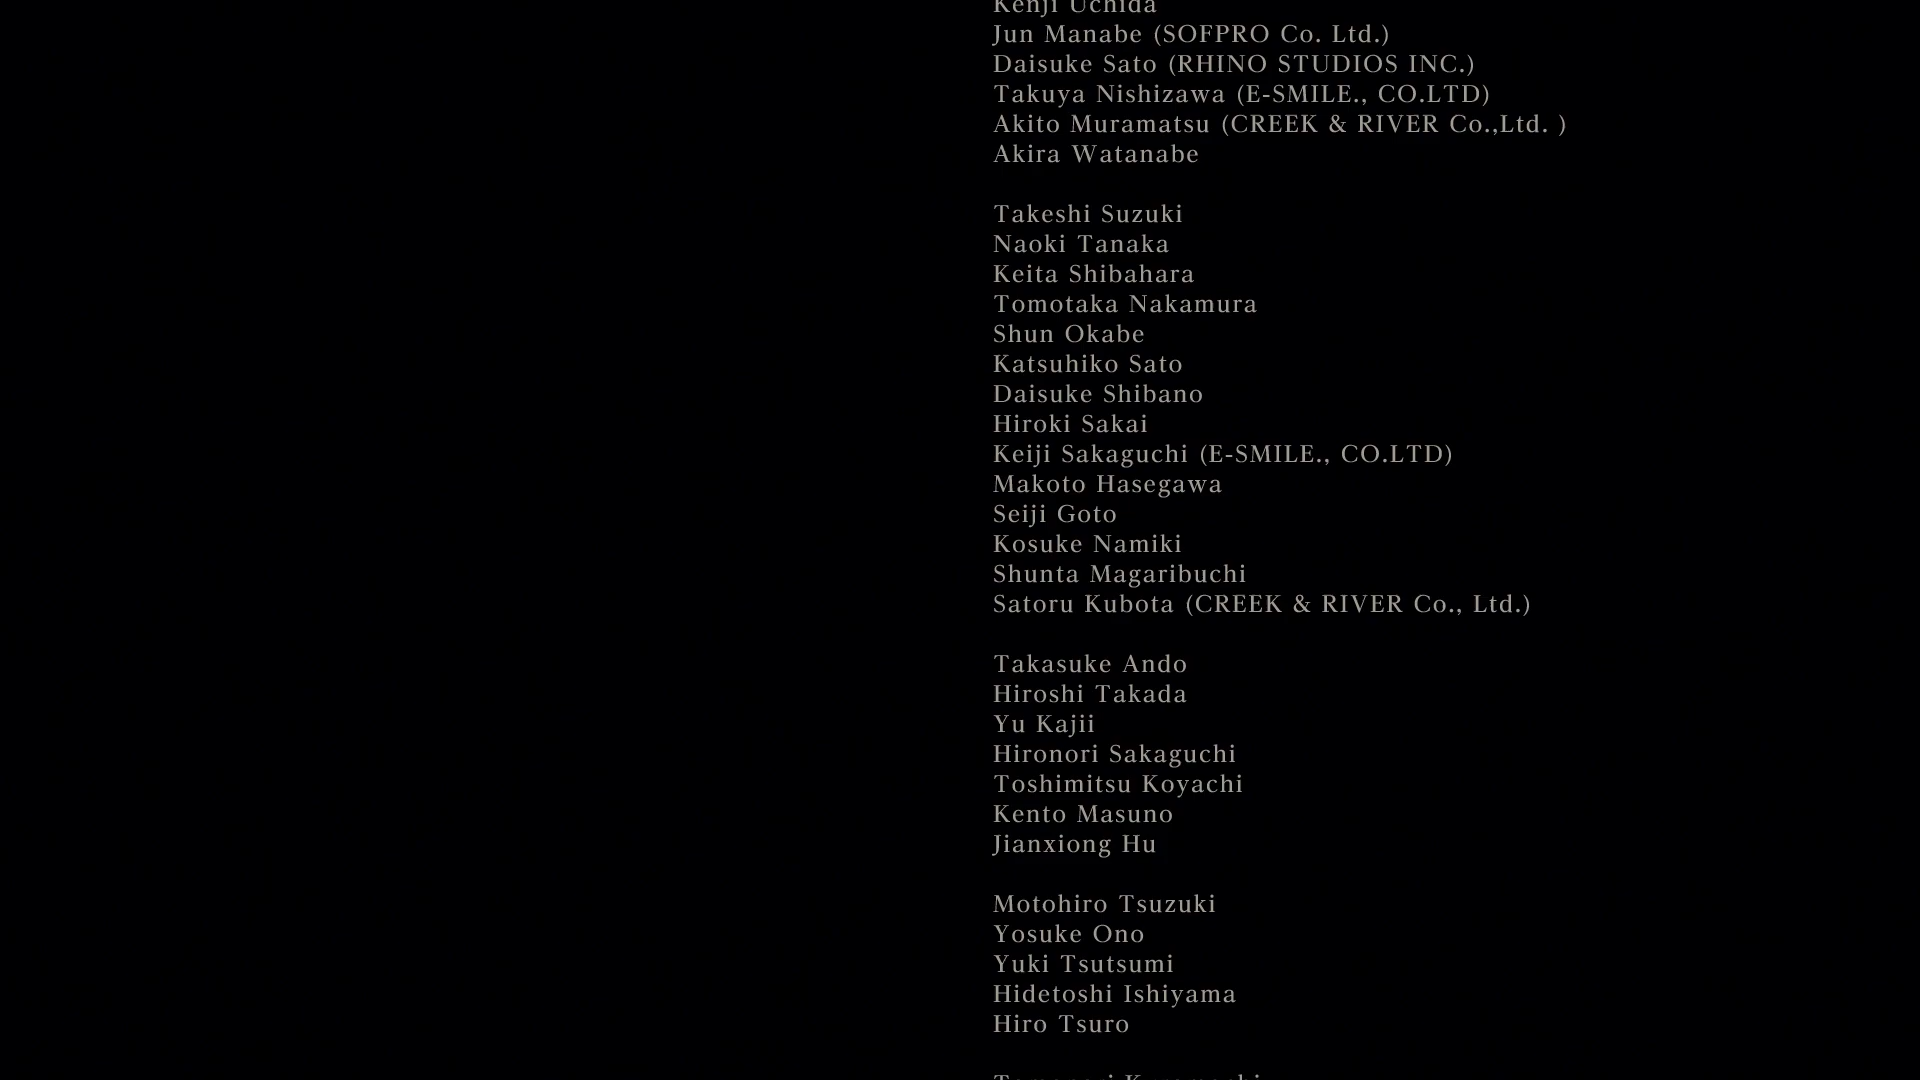 Kenji Uchida
Jun Manabe (SOFPRO Co. Ltd.)
Daisuke Sato (RHINO STUDIOS INC.)
Takuya Nishizawa (E-SMILE., CO.LTD)
Akito Muramatsu (CREEK & RIVER Co.,Ltd. )
Akira Watanabe
Takeshi Suzuki
Naoki Tanaka
Keita Shibahara
Tomotaka Nakamura
Shun Okabe
Katsuhiko Sato
Daisuke Shibano
Hiroki Sakai
Keiji Sakaguchi (E-SMILE., CO.LTD)
Makoto Hasegawa
Seiji Goto
Kosuke Namiki
Shunta Magaribuchi
Satoru Kubota (CREEK & RIVER Co., Ltd.)
Takasuke Ando
Hiroshi Takada
Yu Kajii
Hironori Sakaguchi
Toshimitsu Koyachi
Kento Masuno
Jianxiong Hu
Motohiro Tsuzuki
Yosuke Ono
Yuki Tsutsumi
Hidetoshi Ishiyama
Hiro Tsuro